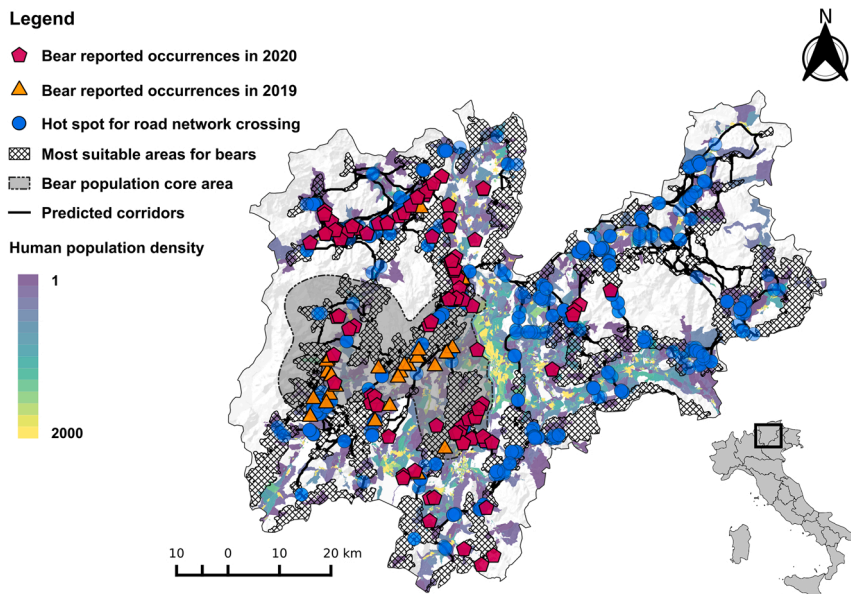 Legend
N
Bear reported occurrences in 2020
Bear reported occurrences in 2019
Hot spot for road network crossing
Most suitable areas for bears
Bear population core area
Predicted corridors
Human population density
1
2000
10 0 10 20 km